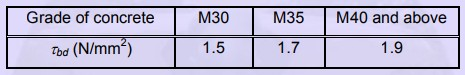 Grade of concrete M30 M35 M40 and above
τbd (N/mm²) 1.5 1.7 1.9